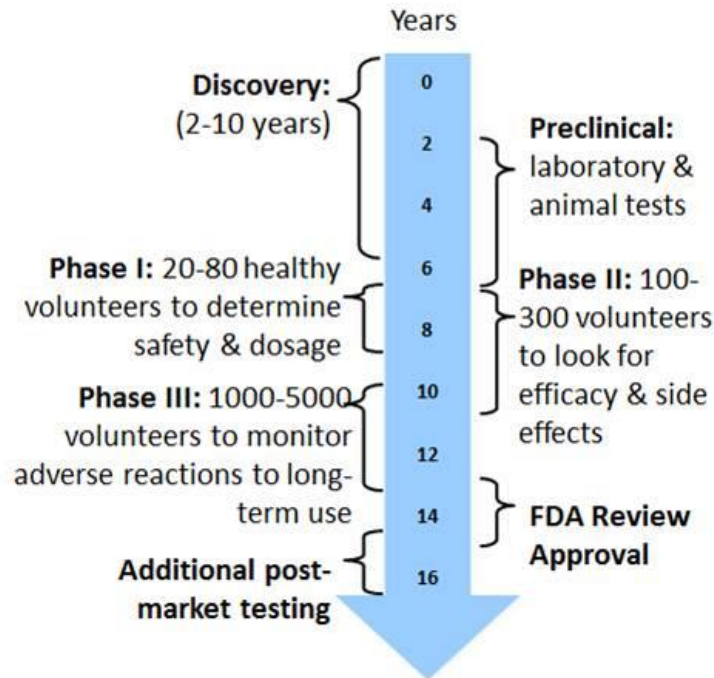 Years
Discovery:
(2-10 years)
0
2
4
6
8
10
12
14
16
Preclinical:
laboratory &
animal tests
Phase I: 20-80 healthy
volunteers to determine
safety & dosage
Phase II: 100-
300 volunteers
to look for
efficacy & side
effects
Phase III: 1000-5000
volunteers to monitor
adverse reactions to long-
term use
FDA Review
Approval
Additional post-
market testing